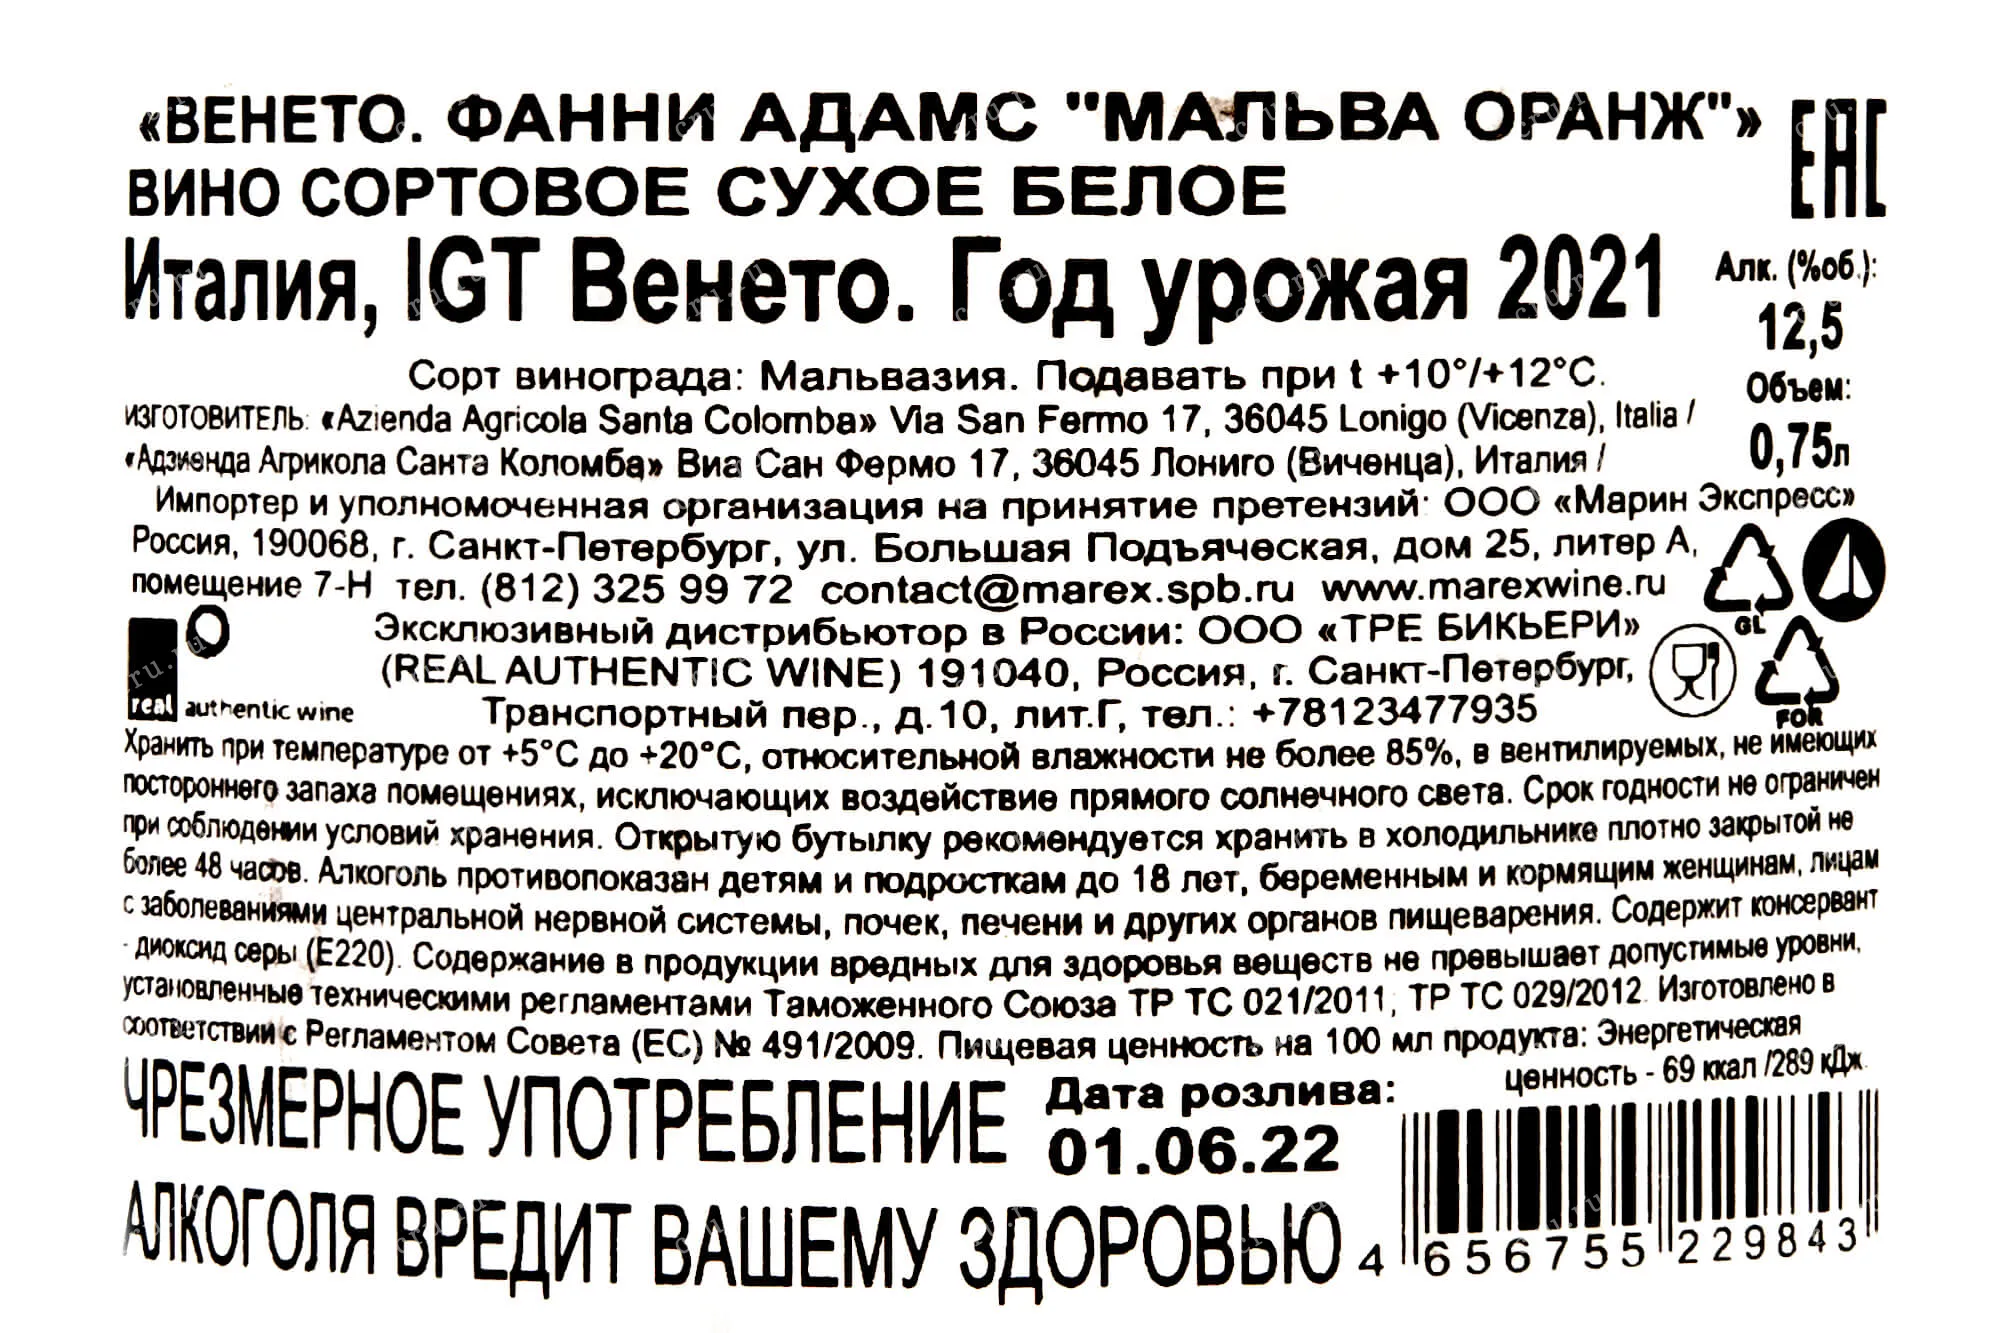 «ВЕНЕТО. ФАННИ АДАМС "МАЛЬВА ОРАНЖ"»
ВИНО СОРТОВОЕ СУХОЕ БЕЛОЕ
EAC
Италия, IGT Венето. Год урожая 2021
Алк. (%об.):
12,5
Объем:
0,75л
Сорт винограда: Мальвазия. Подавать при t +10°/+12°С.
ИЗГОТОВИТЕЛЬ: «Azienda Agricola Santa Colomba» Via San Fermo 17, 36045 Lonigo (Vicenza), Italia /
«Адзиенда Агрикола Санта Коломба» Виа Сан Фермо 17, 36045 Лониго (Виченца), Италия /
Импортер и уполномоченная организация на принятие претензий: ООО «Марин Экспресс»
Россия, 190068, г. Санкт-Петербург, ул. Большая Подъяческая, дом 25, литер А,
помещение 7-Н тел. (812) 325 99 72 contact@marex.spb.ru www.marexwine.ru
GL
FOR
real authentic wine
Эксклюзивный дистрибьютор в России: ООО «ТРЕ БИКЬЕРИ»
(REAL AUTHENTIC WINE) 191040, Россия, г. Санкт-Петербург,
Транспортный пер., д.10, лит.Г, тел.: +78123477935
Хранить при температуре от +5°С до +20°С, относительной влажности не более 85%, в вентилируемых, не имеющих
постороннего запаха помещениях, исключающих воздействие прямого солнечного света. Срок годности не ограничен
при соблюдении условий хранения. Открытую бутылку рекомендуется хранить в холодильнике плотно закрытой не
более 48 часов. Алкоголь противопоказан детям и подросткам до 18 лет, беременным и кормящим женщинам, лицам
с заболеваниями центральной нервной системы, почек, печени и других органов пищеварения. Содержит консервант
- диоксид серы (Е220). Содержание в продукции вредных для здоровья веществ не превышает допустимые уровни,
установленные техническими регламентами Таможенного Союза ТР ТС 021/2011, ТР ТС 029/2012. Изготовлено в
соответствии с Регламентом Совета (ЕС) № 491/2009. Пищевая ценность на 100 мл продукта: Энергетическая
ценность - 69 ккал /289 кДж.
ЧРЕЗМЕРНОЕ УПОТРЕБЛЕНИЕ
АЛКОГОЛЯ ВРЕДИТ ВАШЕМУ ЗДОРОВЬЮ
Дата розлива:
01.06.22
4 656755 229843